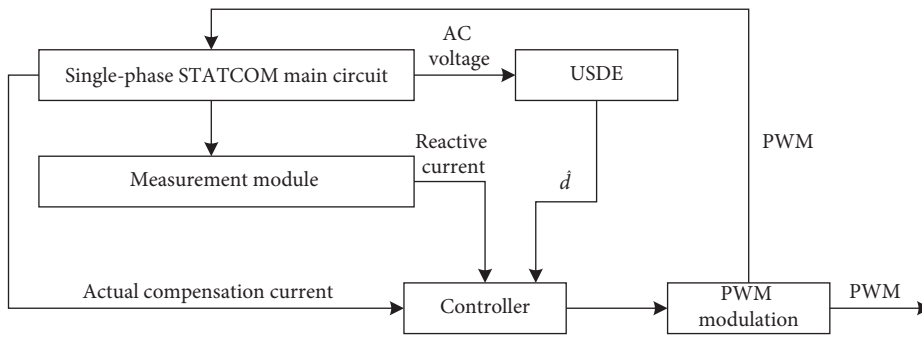 AC
voltage
Single-phase STATCOM main circuit
USDE
Reactive
current
PWM
Measurement module
d̂
Actual compensation current
Controller
PWM
modulation
PWM